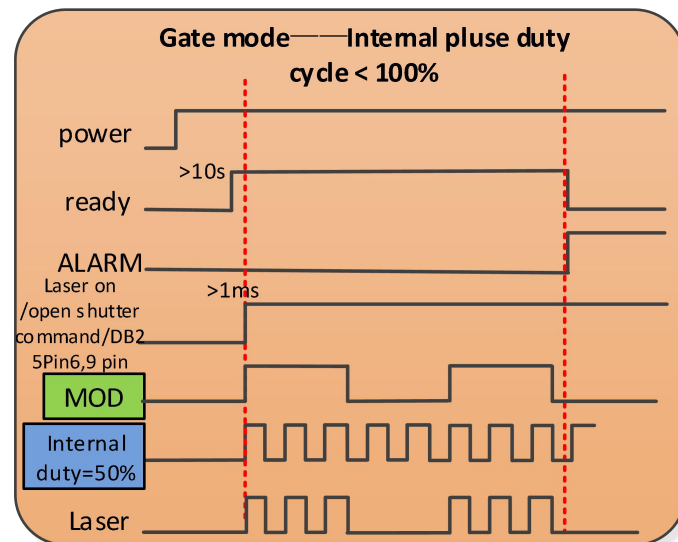 Gate mode——Internal pluse duty
cycle < 100%
power
>10s
ready
ALARM
>1ms
Laser on
/open shutter
command/DB2
5Pin6,9 pin
MOD
Internal
duty=50%
Laser